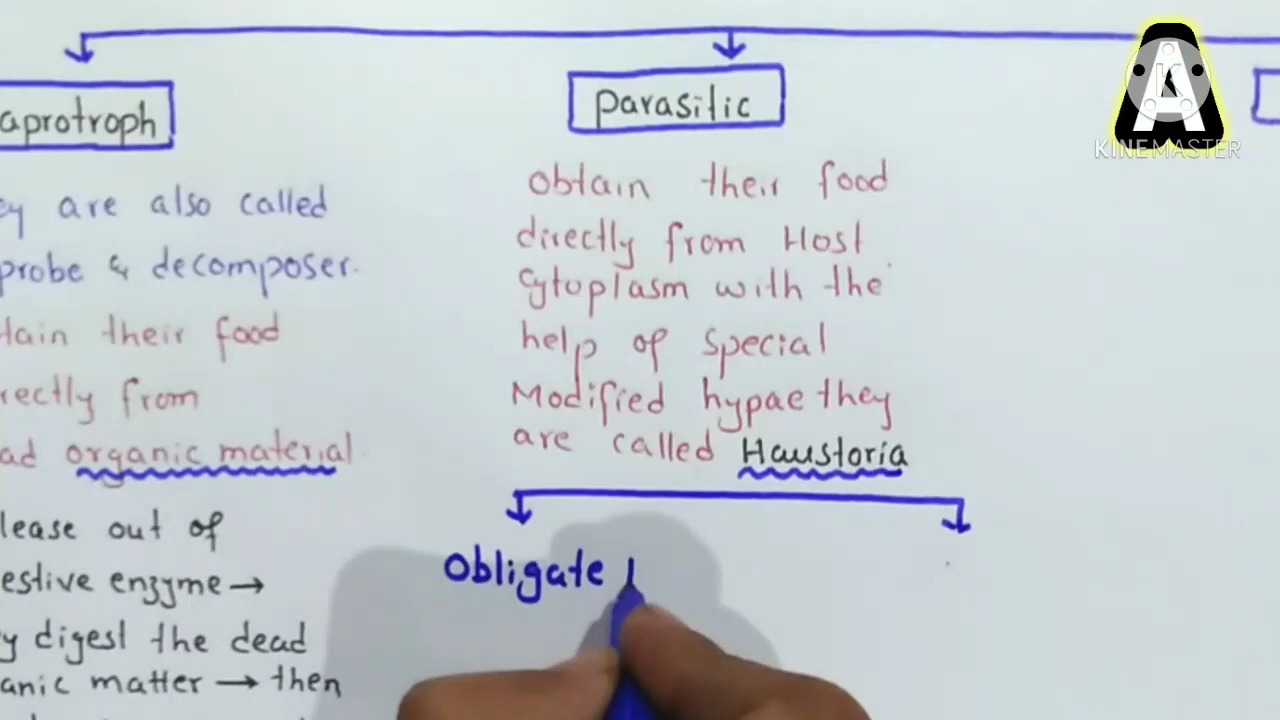 aprotroph
ey are also called
probe & decomposer.
tain their food
rectly from
ad organic material
lease out of
estive enzyme →
y digest the dead
anic matter → then
parasitic
obtain their food
directly from Host
Cytoplasm with the
help of special
Modified hypae they
are called Haustoria
Obligate
KINEMASTER